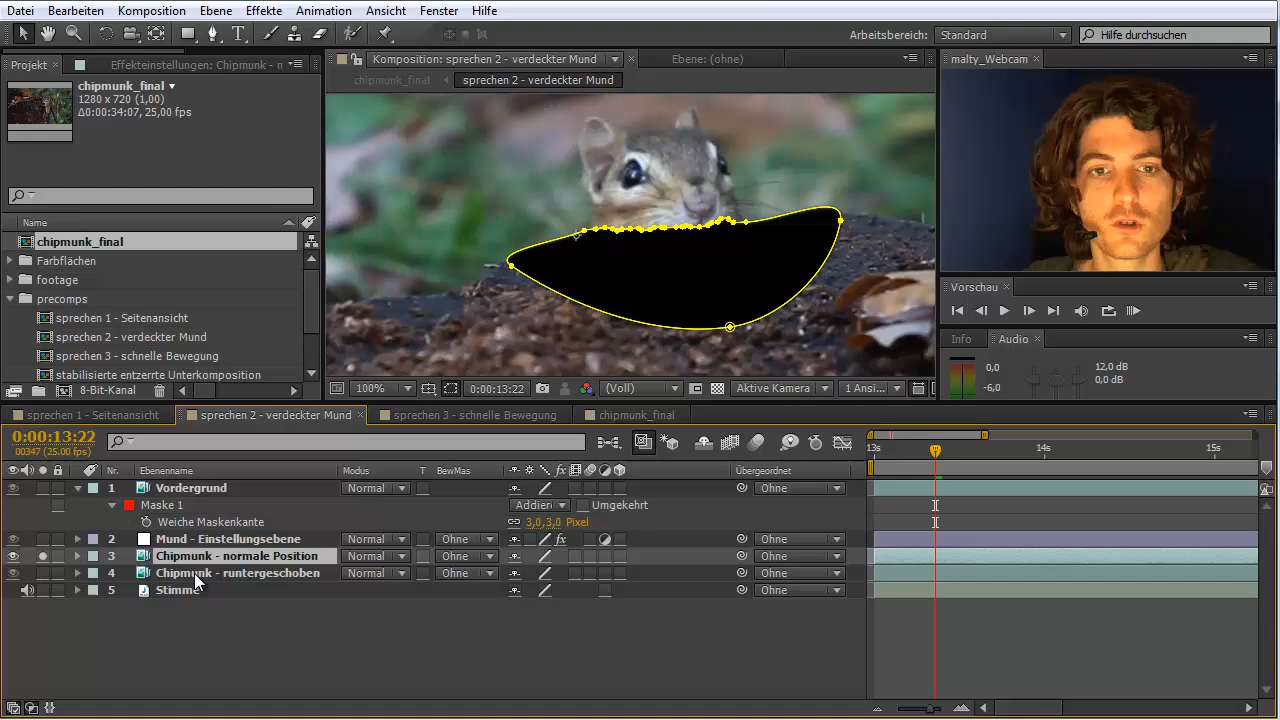 Datei Bearbeiten Komposition Ebene Effekte Animation Ansicht Fenster Hilfe
Arbeitsbereich: Standard Hilfe durchsuchen
Projekt Effekteinstellungen: Chipmunk - n
Komposition: sprechen 2 - verdeckter Mund Ebene: (ohne)
malty_Webcam
chipmunk_final
1280 x 720 (1,00)
Δ0:00:34:07, 25,00 fps
chipmunk_final sprechen 2 - verdeckter Mund
Name
chipmunk_final
Farbflächen
footage
precomps
sprechen 1 - Seitenansicht
sprechen 2 - verdeckter Mund
sprechen 3 - schnelle Bewegung
stabilisierte entzerrte Unterkomposition
8-Bit-Kanal
100% 0:00:13:22 (Voll) Aktive Kamera 1 Ansi...
Vorschau
Info Audio
0,0
-6,0
12,0 dB
0,0 dB
sprechen 1 - Seitenansicht sprechen 2 - verdeckter Mund sprechen 3 - schnelle Bewegung chipmunk_final
0:00:13:22
00347 (25.00 fps)
13s 14s 15s
Nr. Ebenenname Modus T BewMas fx Übergeordnet
1 Vordergrund Normal Ohne
Maske 1 Addieren Umgekehrt
Weiche Maskenkante 3,0,3,0 Pixel
2 Mund - Einstellungsebene Normal Ohne fx Ohne
3 Chipmunk - normale Position Normal Ohne Ohne
4 Chipmunk - runtergeschoben Normal Ohne Ohne
5 Stimme Ohne